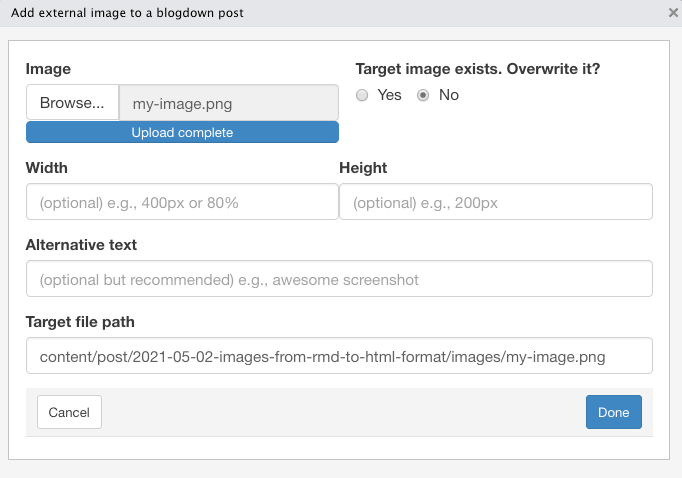 Add external image to a blogdown post
Image
Target image exists. Overwrite it?
Browse... my-image.png
Yes No
Upload complete
Width Height
(optional) e.g., 400px or 80% (optional) e.g., 200px
Alternative text
(optional but recommended) e.g., awesome screenshot
Target file path
content/post/2021-05-02-images-from-rmd-to-html-format/images/my-image.png
Cancel Done